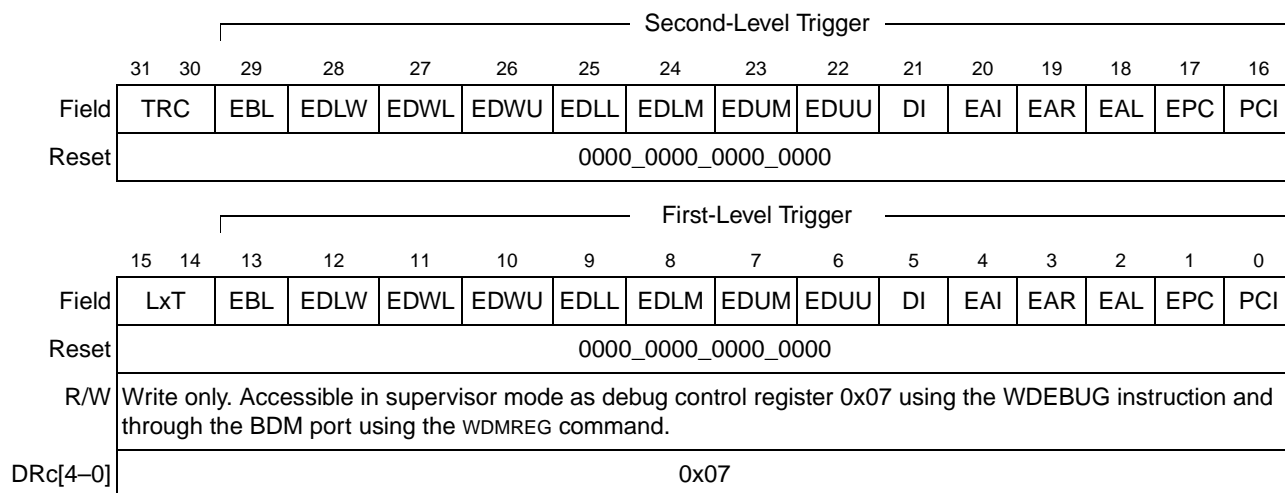 Second-Level Trigger
31 30 29 28 27 26 25 24 23 22 21 20 19 18 17 16
Field TRC EBL EDLW EDWL EDWU EDLL EDLM EDUM EDUU DI EAI EAR EAL EPC PCI
Reset 0000_0000_0000_0000
First-Level Trigger
15 14 13 12 11 10 9 8 7 6 5 4 3 2 1 0
Field LxT EBL EDLW EDWL EDWU EDLL EDLM EDUM EDUU DI EAI EAR EAL EPC PCI
Reset 0000_0000_0000_0000
R/W Write only. Accessible in supervisor mode as debug control register 0x07 using the WDEBUG instruction and
through the BDM port using the WDMREG command.
DRc[4–0] 0x07